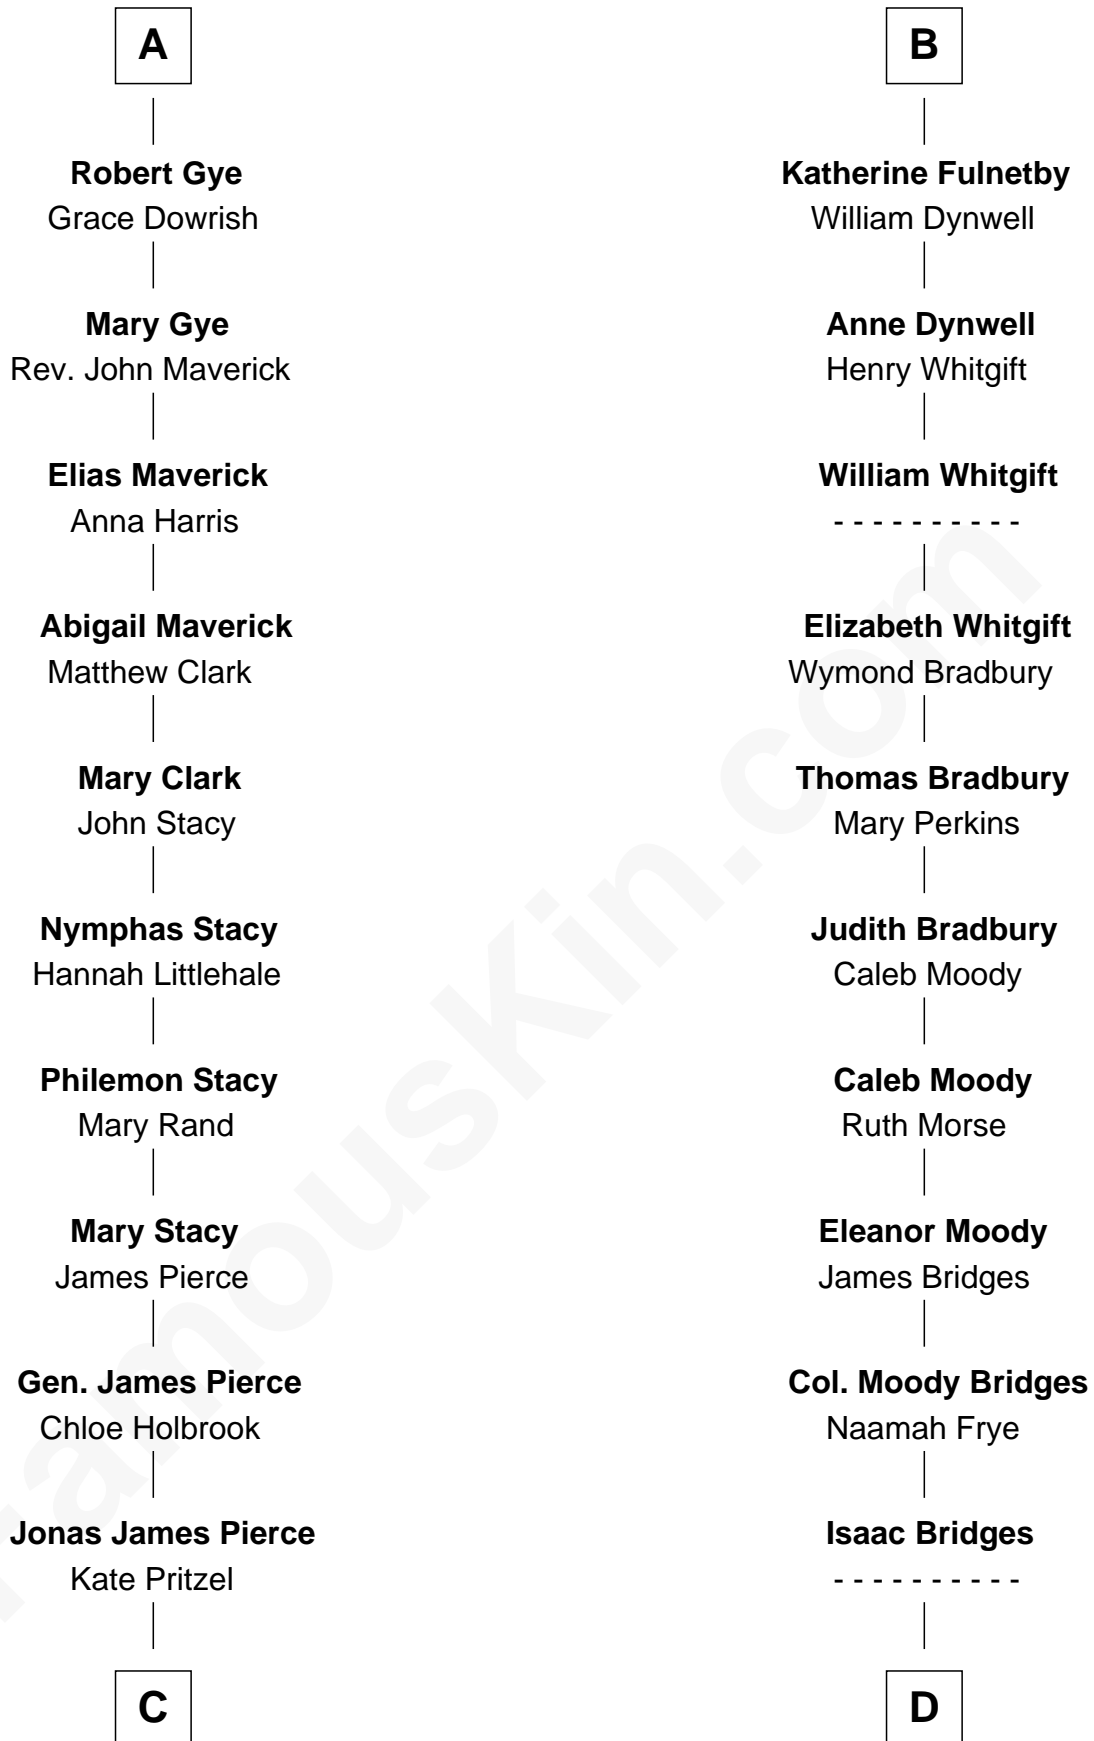 A
Robert Gye
Grace Dowrish
Mary Gye
Rev. John Maverick
Elias Maverick
Anna Harris
Abigail Maverick
Matthew Clark
Mary Clark
John Stacy
Nymphas Stacy
Hannah Littlehale
Philemon Stacy
Mary Rand
Mary Stacy
James Pierce
Gen. James Pierce
Chloe Holbrook
Jonas James Pierce
Kate Pritzel
C
B
Katherine Fulnetby
William Dynwell
Anne Dynwell
Henry Whitgift
William Whitgift
- - - - - - - - - -
Elizabeth Whitgift
Wymond Bradbury
Thomas Bradbury
Mary Perkins
Judith Bradbury
Caleb Moody
Caleb Moody
Ruth Morse
Eleanor Moody
James Bridges
Col. Moody Bridges
Naamah Frye
Isaac Bridges
- - - - - - - - - -
D
FamousKin.com